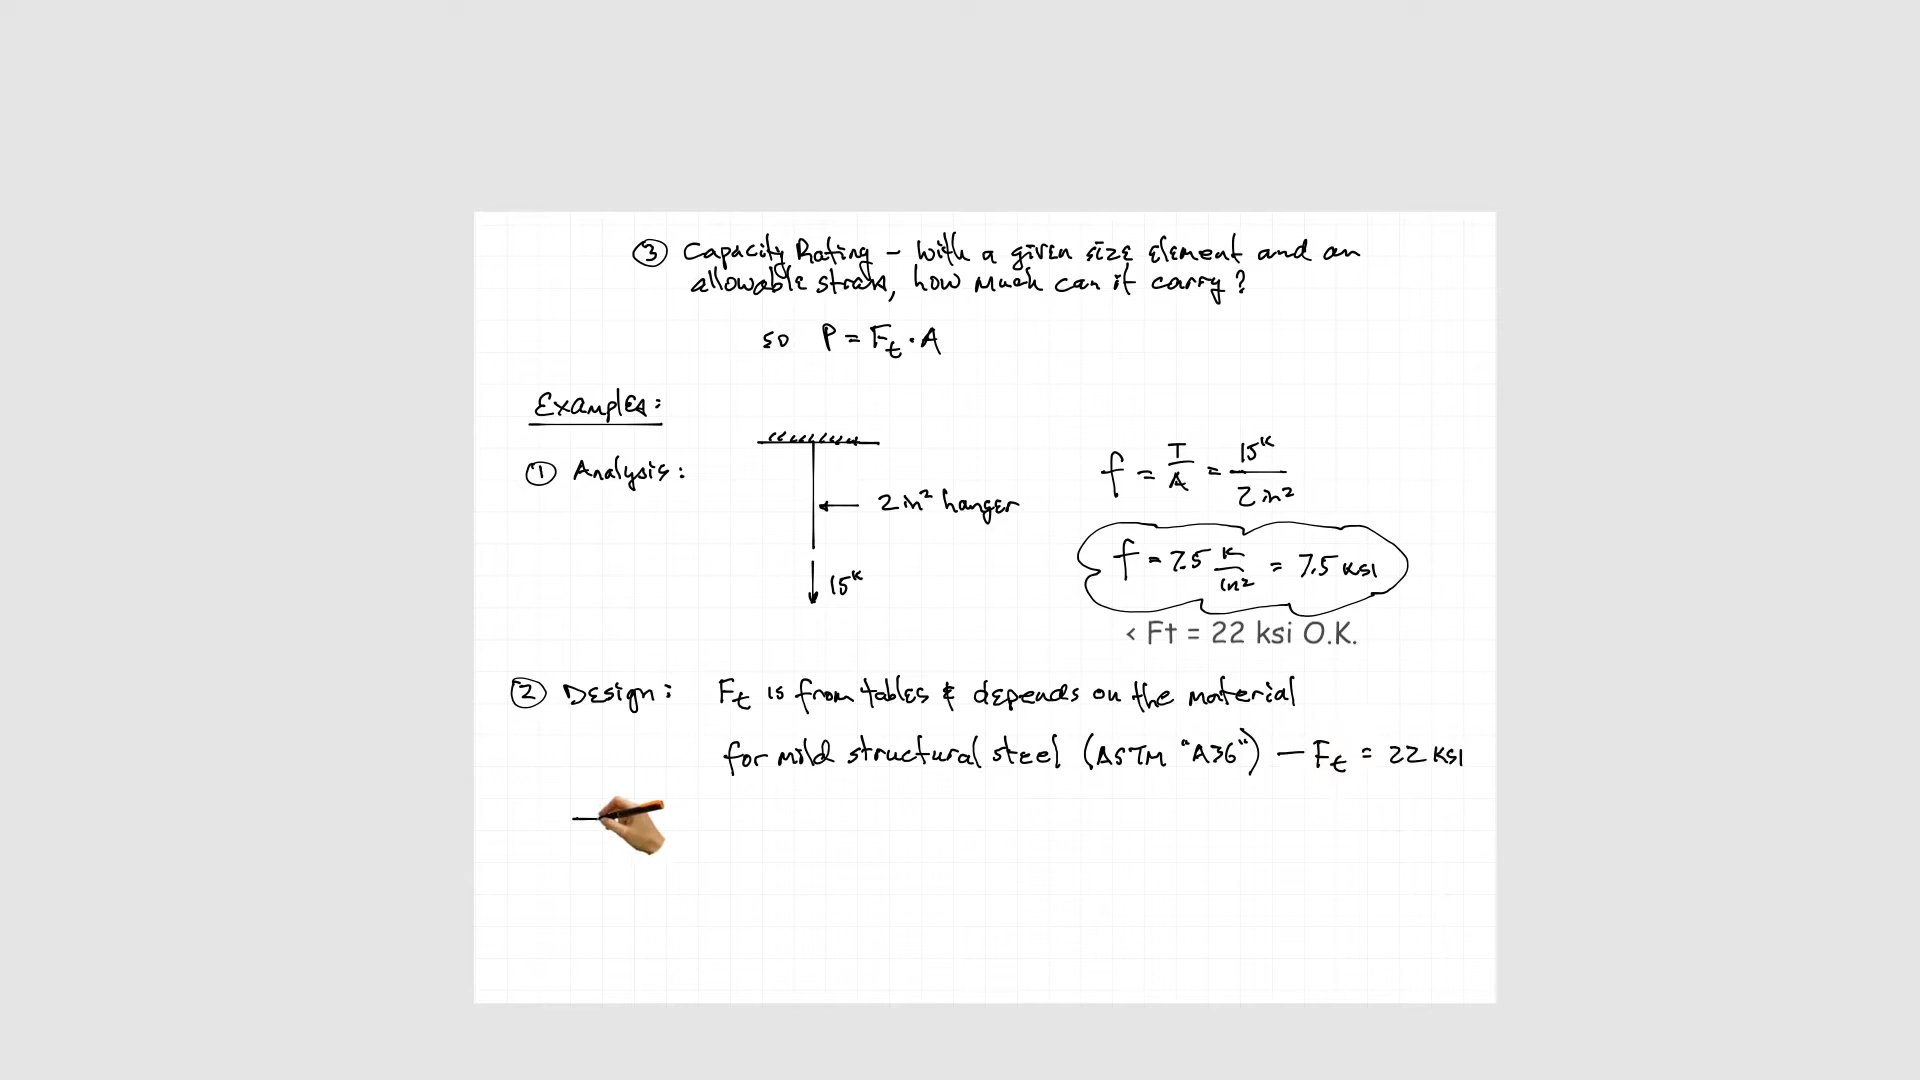 ③ Capacity Rating – With a given size element and an
allowable stress, how much can it carry?
so P = Ft · A
Examples:
① Analysis:
2 in² hanger
15ᴷ
f = T/A = 15ᴷ/2 in²
f = 7.5 K/in² = 7.5 KSI
< Ft = 22 ksi O.K.
② Design: Ft is from tables & depends on the material
for mild structural steel (ASTM "A36") — Ft = 22 KSI